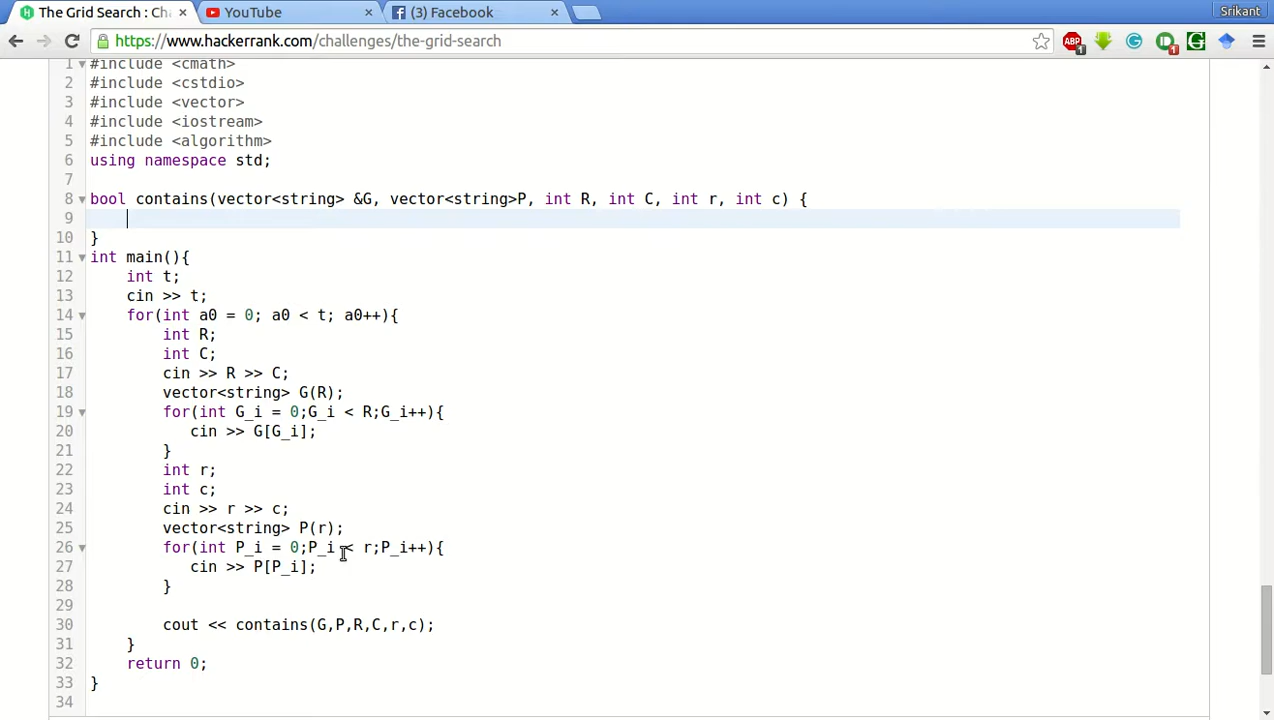 The Grid Search : Cha
YouTube
(3) Facebook
Srikant
https://www.hackerrank.com/challenges/the-grid-search
ABP
1
1
G
1 #include <cmath>
2 #include <cstdio>
3 #include <vector>
4 #include <iostream>
5 #include <algorithm>
6 using namespace std;
7
8 bool contains(vector<string> &G, vector<string>P, int R, int C, int r, int c) {
9
10 }
11 int main(){
12     int t;
13     cin >> t;
14     for(int a0 = 0; a0 < t; a0++){
15         int R;
16         int C;
17         cin >> R >> C;
18         vector<string> G(R);
19         for(int G_i = 0;G_i < R;G_i++){
20            cin >> G[G_i];
21         }
22         int r;
23         int c;
24         cin >> r >> c;
25         vector<string> P(r);
26         for(int P_i = 0;P_i < r;P_i++){
27            cin >> P[P_i];
28         }
29
30         cout << contains(G,P,R,C,r,c);
31     }
32     return 0;
33 }
34